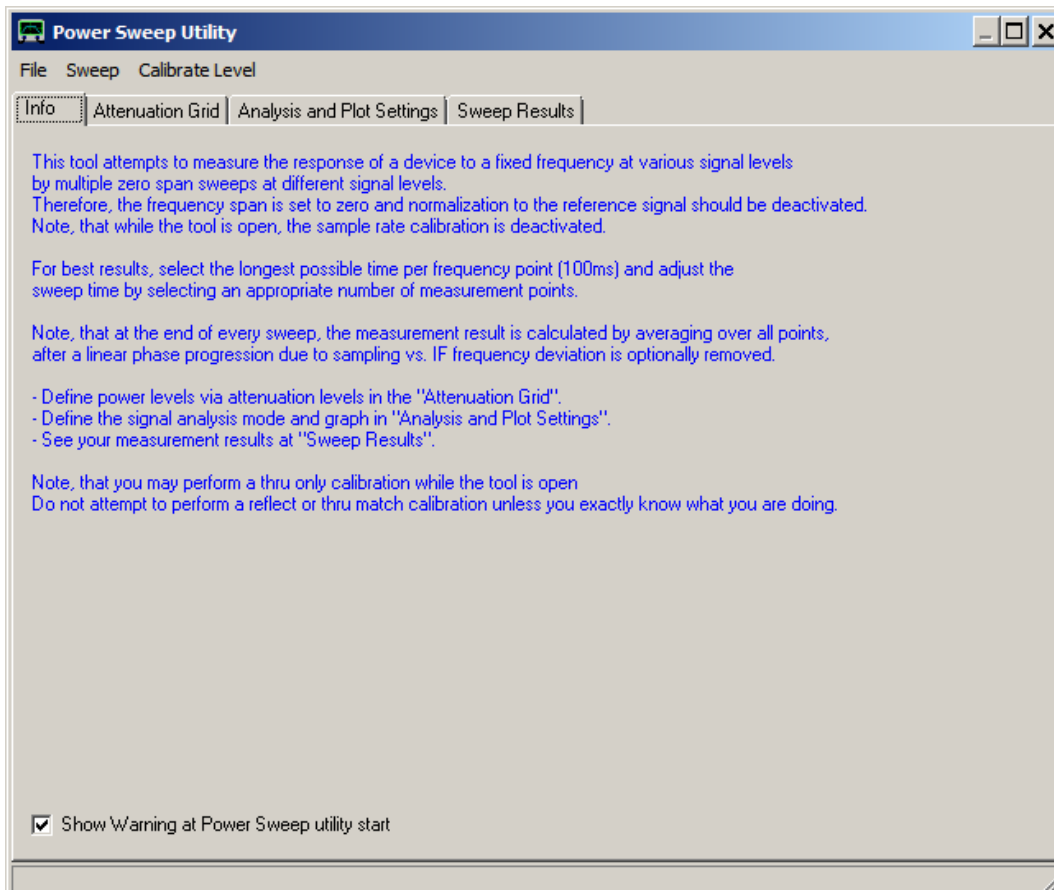 Power Sweep Utility
File Sweep Calibrate Level
Info Attenuation Grid Analysis and Plot Settings Sweep Results
This tool attempts to measure the response of a device to a fixed frequency at various signal levels
by multiple zero span sweeps at different signal levels.
Therefore, the frequency span is set to zero and normalization to the reference signal should be deactivated.
Note, that while the tool is open, the sample rate calibration is deactivated.
For best results, select the longest possible time per frequency point (100ms) and adjust the
sweep time by selecting an appropriate number of measurement points.
Note, that at the end of every sweep, the measurement result is calculated by averaging over all points,
after a linear phase progression due to sampling vs. IF frequency deviation is optionally removed.
- Define power levels via attenuation levels in the "Attenuation Grid".
- Define the signal analysis mode and graph in "Analysis and Plot Settings".
- See your measurement results at "Sweep Results".
Note, that you may perform a thru only calibration while the tool is open
Do not attempt to perform a reflect or thru match calibration unless you exactly know what you are doing.
Show Warning at Power Sweep utility start